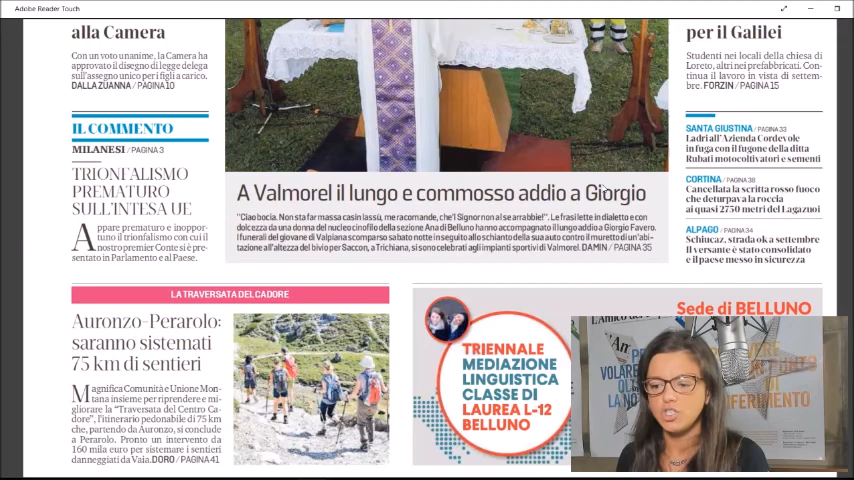 Adobe Reader Touch
alla Camera
Con un voto unanime, la Camera ha
approvato il disegno di legge delega
sull'assegno unico per i figli a carico.
DALLA ZUANNA / PAGINA 10
IL COMMENTO
MILANESI / PAGINA 3
TRIONFALISMO
PREMATURO
SULL'INTESA UE
Appare prematuro e inoppor-
tuno il trionfalismo con cui il
nostro premier Conte si è pre-
sentato in Parlamento e al Paese.
A Valmorel il lungo e commosso addio a Giorgio
"Ciao bocia. Non sta far massa casin lassù, me racomande, che'l Signor non al se arrabbie!". Le frasi lette in dialetto e con
dolcezza da una donna del nucleo cinofilo della sezione Ana di Belluno hanno accompagnato il lungo addio a Giorgio Favero.
I funerali del giovane di Valpiana scomparso sabato notte in seguito allo schianto della sua auto contro il muretto di un'abi-
tazione all'altezza del bivio per Saccon, a Trichiana, si sono celebrati agli impianti sportivi di Valmorel. DAMIN / PAGINA 35
per il Galilei
Studenti nei locali della chiesa di
Loreto, altri nei prefabbricati. Con-
tinua il lavoro in vista di settem-
bre. FORZIN / PAGINA 15
SANTA GIUSTINA / PAGINA 33
Ladri all'Azienda Cordevole
in fuga con il furgone della ditta
Rubati motocoltivatori e sementi
CORTINA / PAGINA 38
Cancellata la scritta rosso fuoco
che deturpava la roccia
ai quasi 2750 metri del Lagazuoi
ALPAGO / PAGINA 34
Schiucaz, strada ok a settembre
Il versante è stato consolidato
e il paese messo in sicurezza
LA TRAVERSATA DEL CADORE
Auronzo-Perarolo:
saranno sistemati
75 km di sentieri
Magnifica Comunità e Unione Mon-
tana insieme per riprendere e mi-
gliorare la "Traversata del Centro Ca-
dore", l'itinerario pedonabile di 75 km
che, partendo da Auronzo, si conclude
a Perarolo. Pronto un intervento da
160 mila euro per sistemare i sentieri
danneggiati da Vaia. DORO / PAGINA 41
Sede di BELLUNO
TRIENNALE
MEDIAZIONE
LINGUISTICA
CLASSE DI
LAUREA L-12
BELLUNO
L'Amico del
VOLARE
LA NO
FERIMENTO